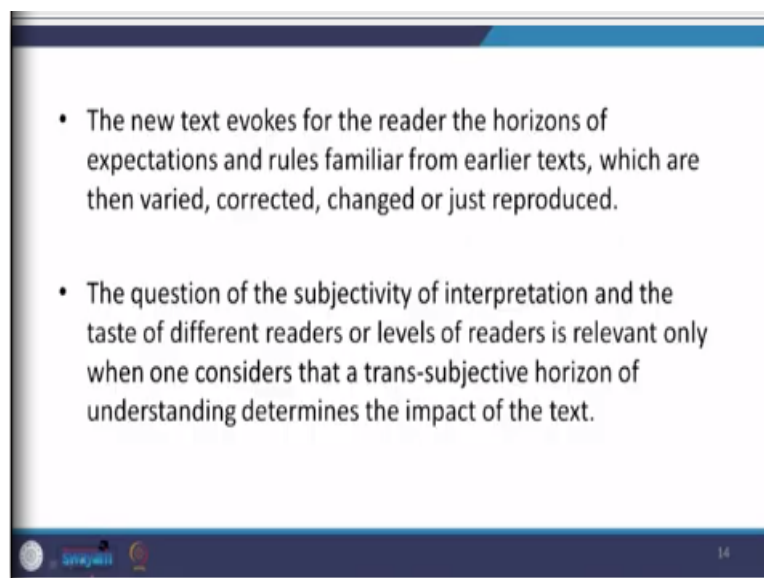 • The new text evokes for the reader the horizons of
expectations and rules familiar from earlier texts, which are
then varied, corrected, changed or just reproduced.
• The question of the subjectivity of interpretation and the
taste of different readers or levels of readers is relevant only
when one considers that a trans-subjective horizon of
understanding determines the impact of the text.
swayam
14